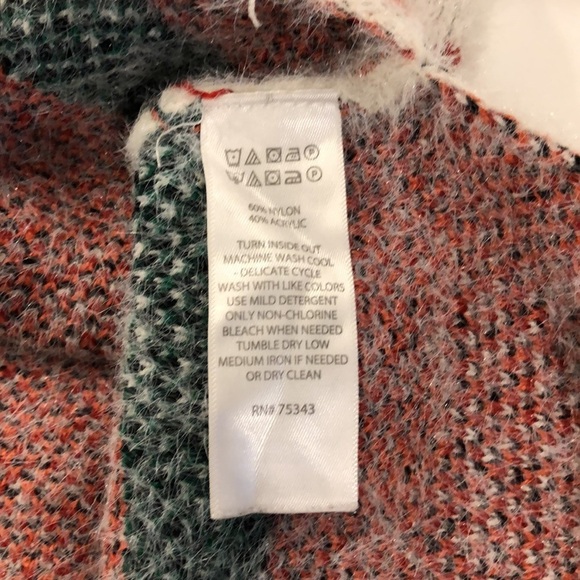 60% NYLON
40% ACRYLIC
TURN INSIDE OUT
MACHINE WASH COOL
- DELICATE CYCLE
WASH WITH LIKE COLORS
USE MILD DETERGENT
ONLY NON-CHLORINE
BLEACH WHEN NEEDED
TUMBLE DRY LOW
MEDIUM IRON IF NEEDED
OR DRY CLEAN
RN# 75343